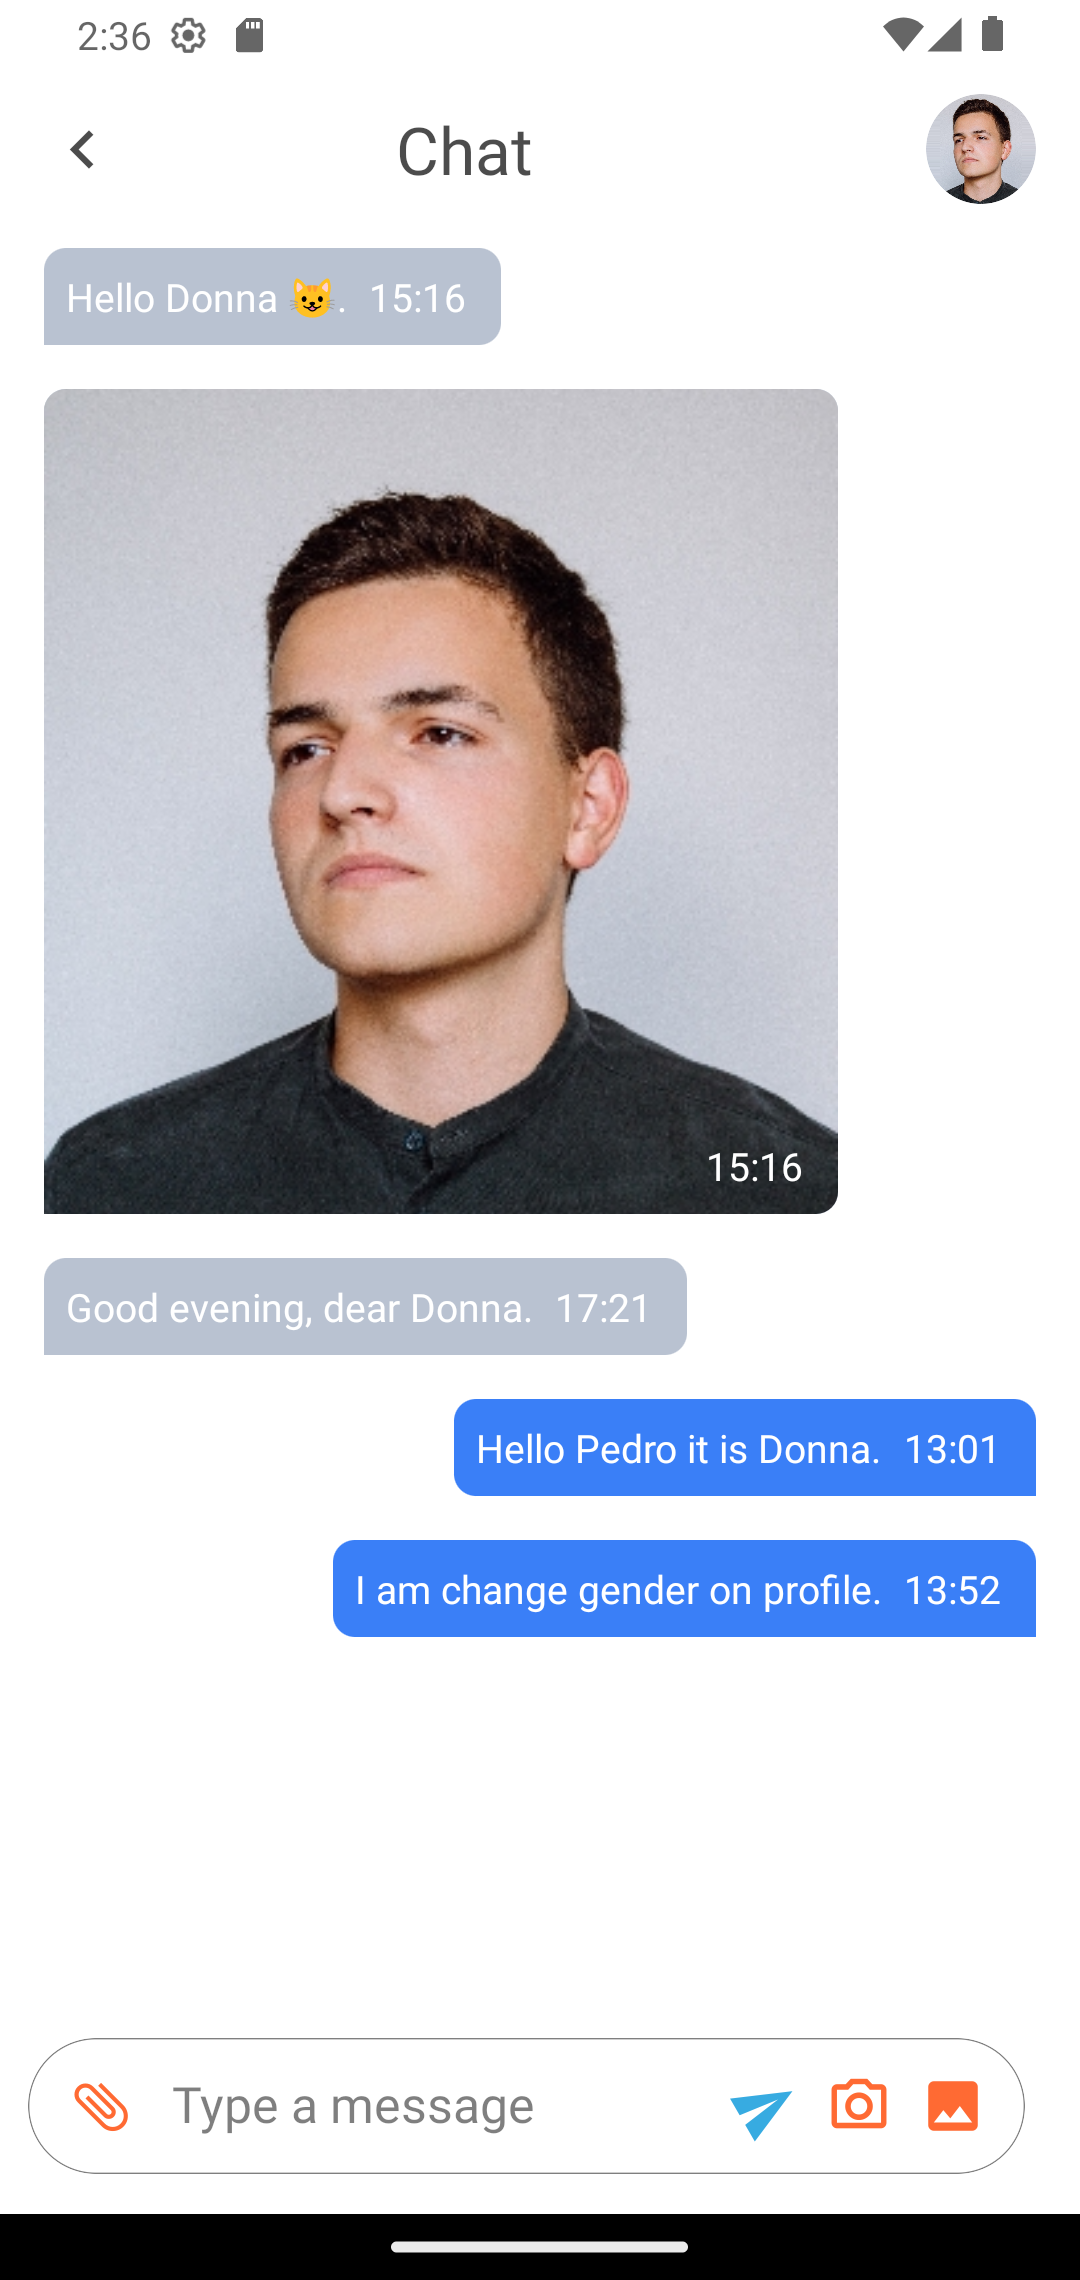 2:36
Chat
Hello Donna 😺. 15:16
15:16
Good evening, dear Donna. 17:21
Hello Pedro it is Donna. 13:01
I am change gender on profile. 13:52
Type a message